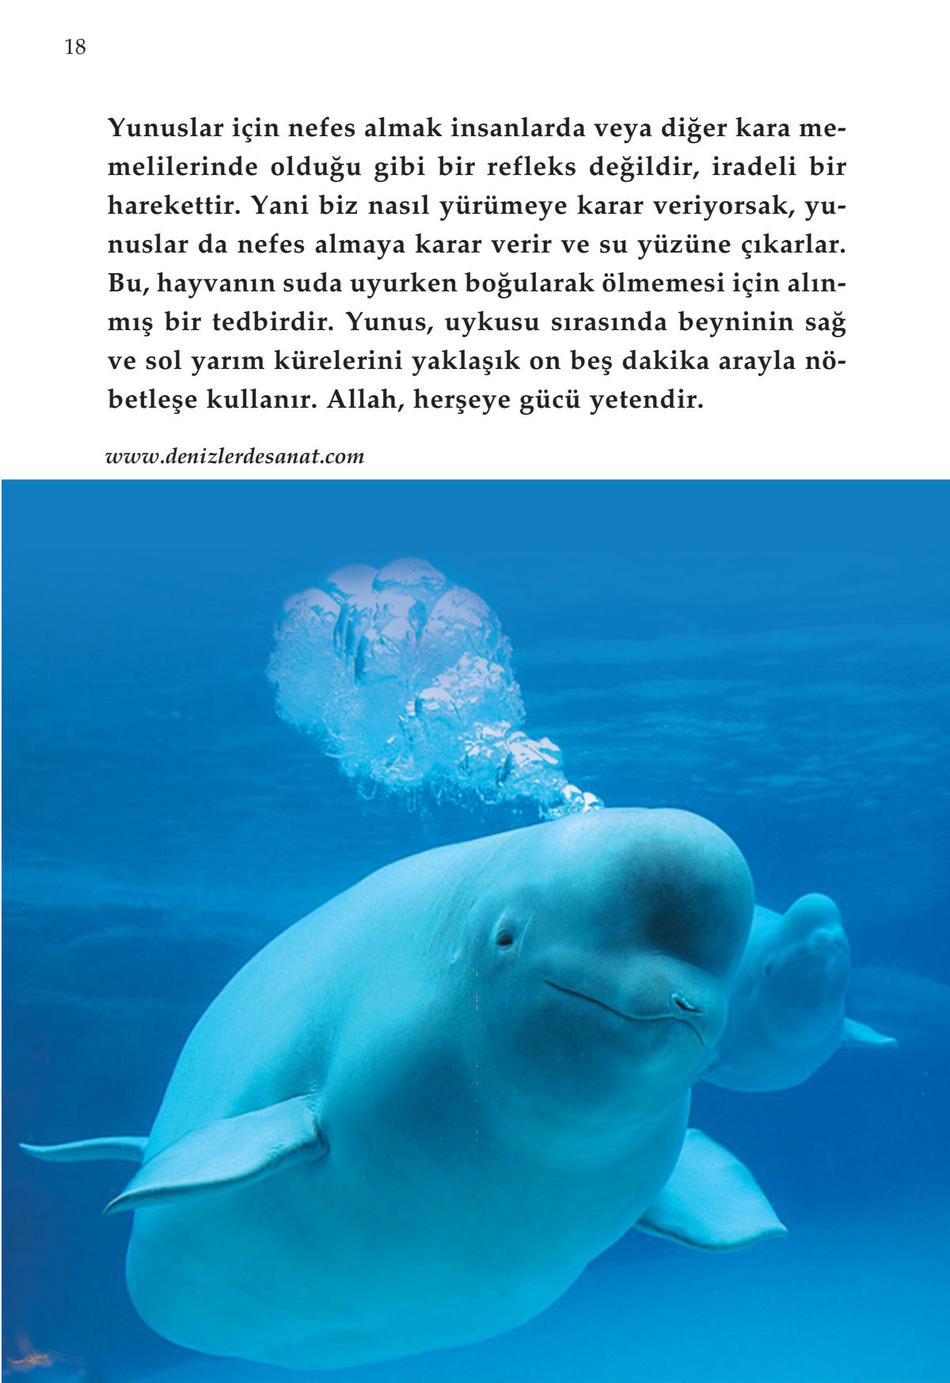 18
Yunuslar için nefes almak insanlarda veya diğer kara me-
melilerinde olduğu gibi bir refleks değildir, iradeli bir
harekettir. Yani biz nasıl yürümeye karar veriyorsak, yu-
nuslar da nefes almaya karar verir ve su yüzüne çıkarlar.
Bu, hayvanın suda uyurken boğularak ölmemesi için alın-
mış bir tedbirdir. Yunus, uykusu sırasında beyninin sağ
ve sol yarım kürelerini yaklaşık on beş dakika arayla nö-
betleşe kullanır. Allah, herşeye gücü yetendir.
www.denizlerdesanat.com